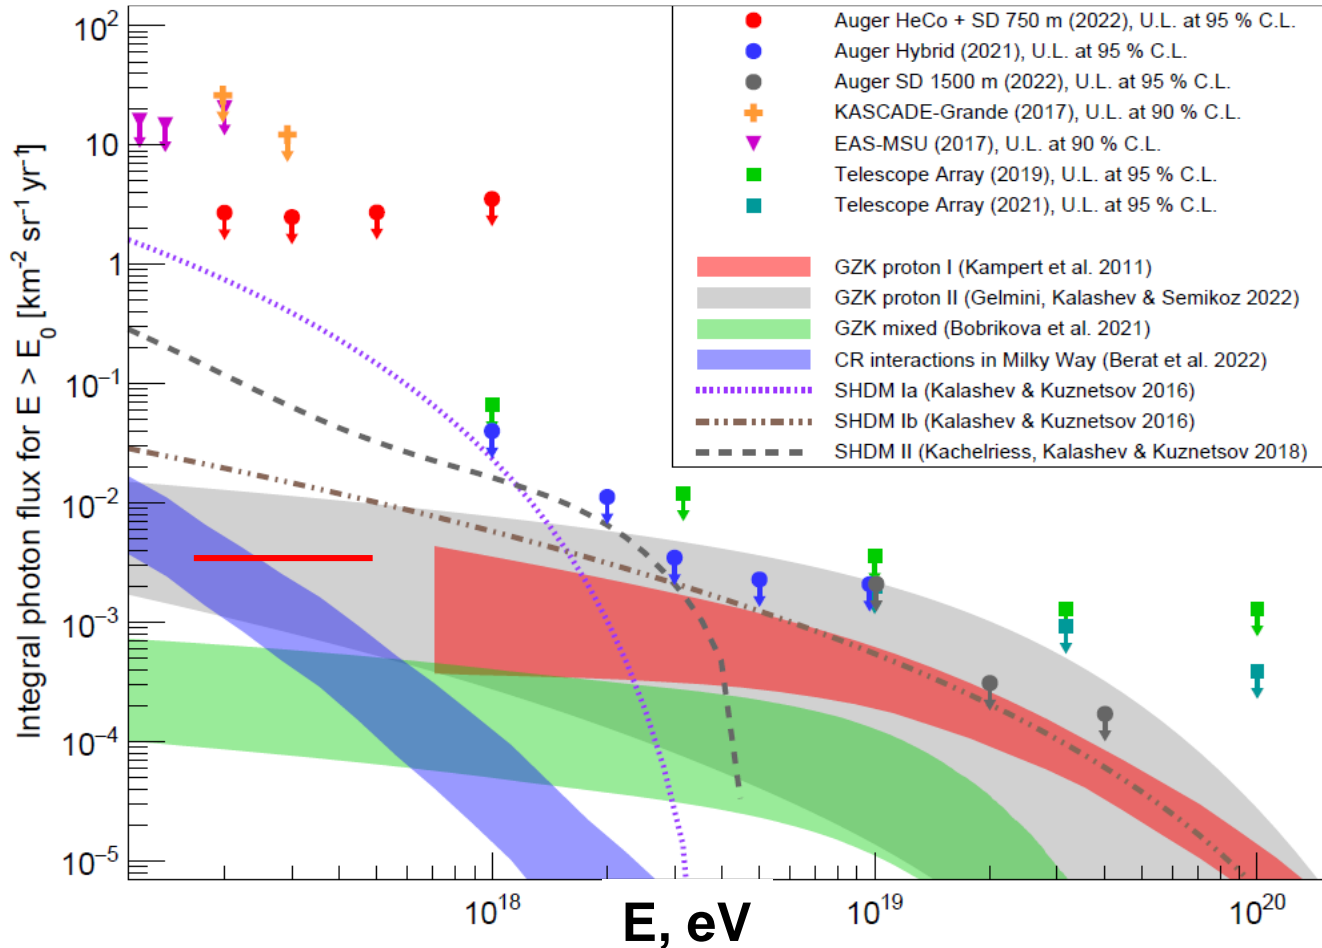 10²
10
1
10⁻¹
10⁻²
10⁻³
10⁻⁴
10⁻⁵
Integral photon flux for E > E₀ [km⁻² sr⁻¹ yr⁻¹]
Auger HeCo + SD 750 m (2022), U.L. at 95 % C.L.
Auger Hybrid (2021), U.L. at 95 % C.L.
Auger SD 1500 m (2022), U.L. at 95 % C.L.
KASCADE-Grande (2017), U.L. at 90 % C.L.
EAS-MSU (2017), U.L. at 90 % C.L.
Telescope Array (2019), U.L. at 95 % C.L.
Telescope Array (2021), U.L. at 95 % C.L.
GZK proton I (Kampert et al. 2011)
GZK proton II (Gelmini, Kalashev & Semikoz 2022)
GZK mixed (Bobrikova et al. 2021)
CR interactions in Milky Way (Berat et al. 2022)
SHDM Ia (Kalashev & Kuznetsov 2016)
SHDM Ib (Kalashev & Kuznetsov 2016)
SHDM II (Kachelriess, Kalashev & Kuznetsov 2018)
10¹⁸
10¹⁹
10²⁰
E, eV